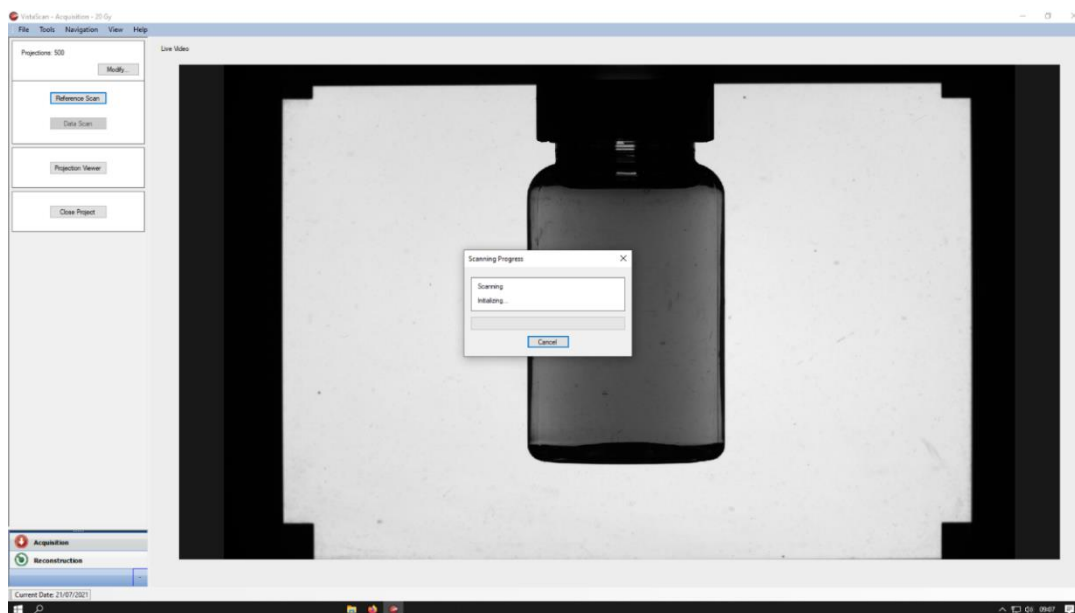 VistaScan - Acquisition - 20 Gy
File Tools Navigation View Help
Projections: 500
Modify...
Reference Scan
Data Scan
Projection Viewer
Close Project
Live Video
Scanning Progress
Scanning
Initializing...
Cancel
Acquisition
Reconstruction
Current Date: 21/07/2021
09:07